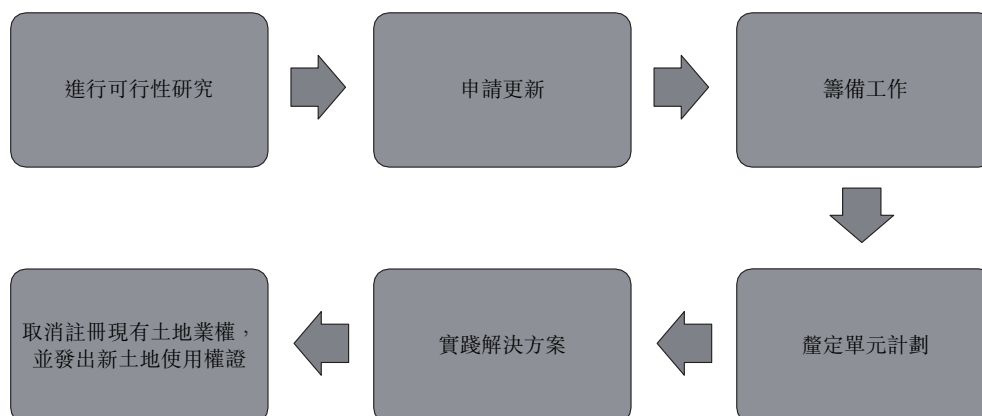 進行可行性研究
申請更新
籌備工作
釐定單元計劃
實踐解決方案
取消註冊現有土地業權，
並發出新土地使用權證